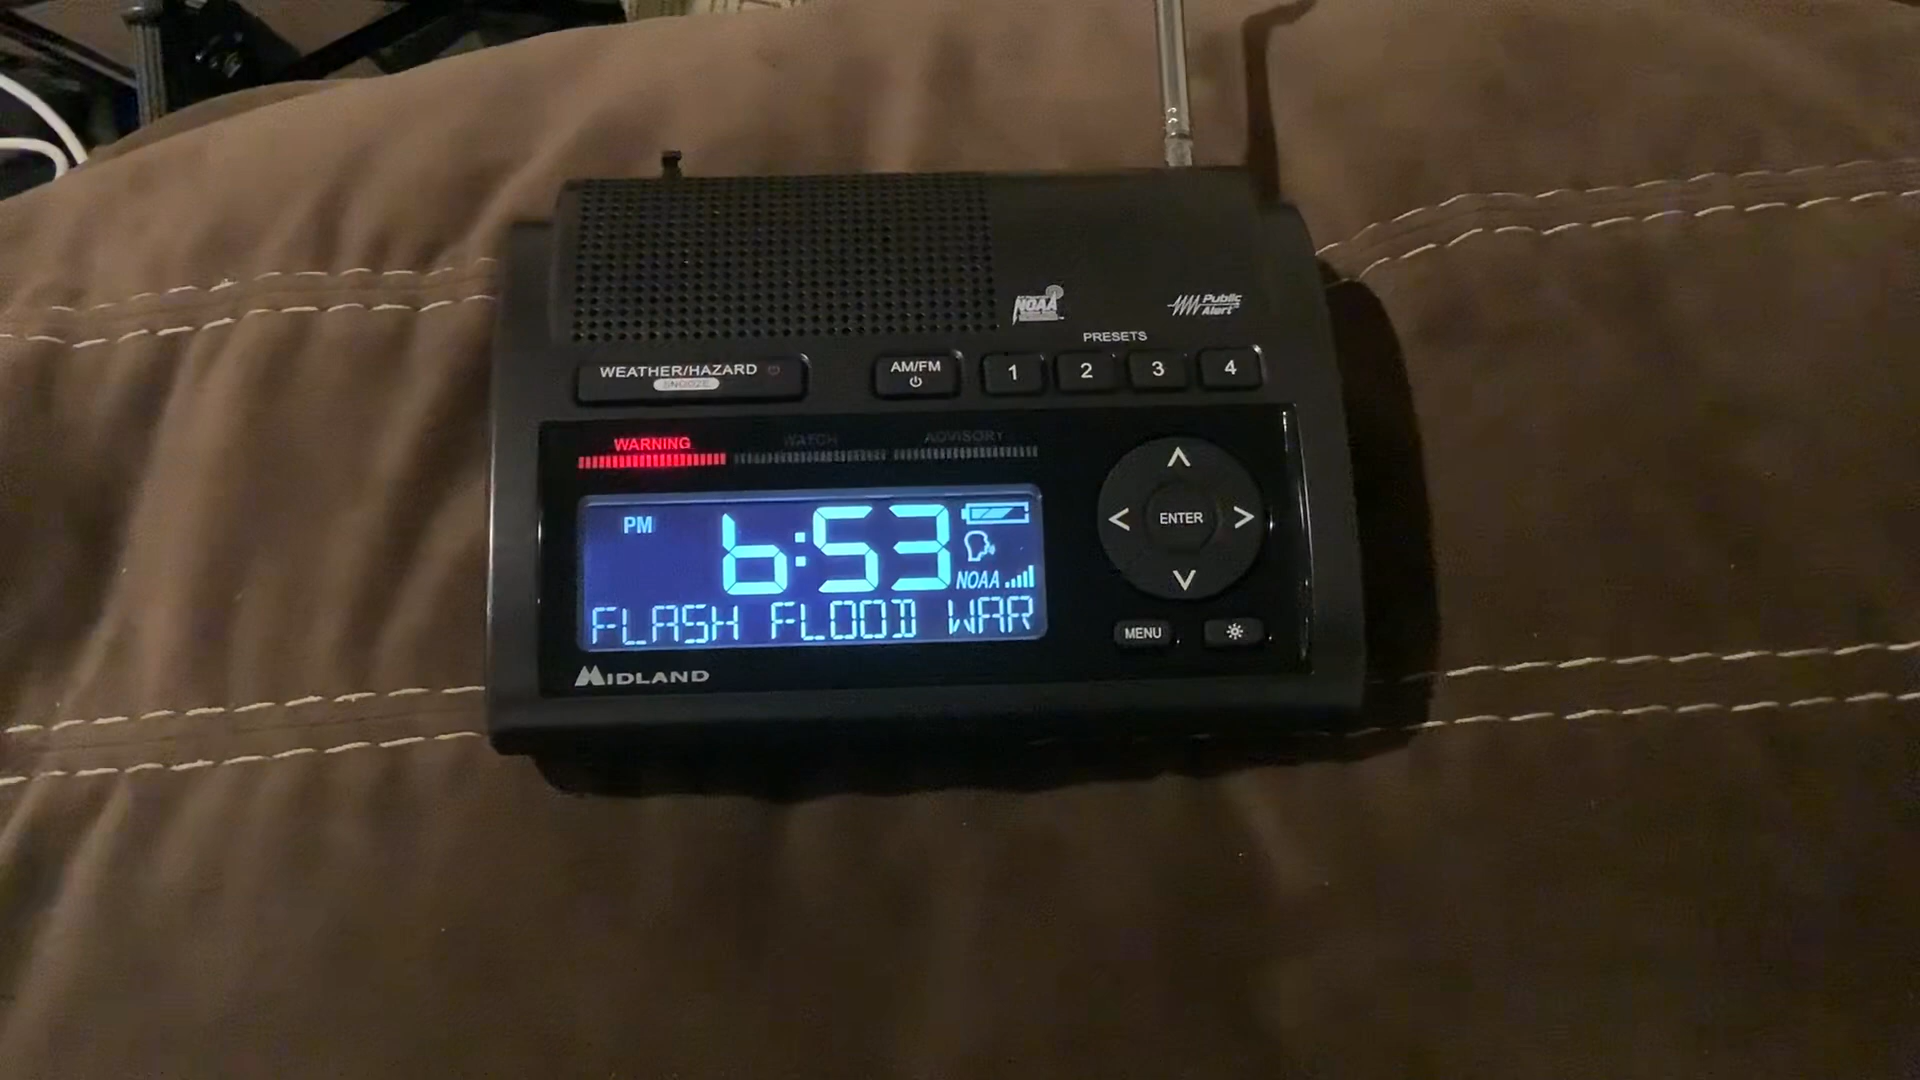 NOAA
Public Alert
PRESETS
WEATHER/HAZARD
SNOOZE
AM/FM
1
2
3
4
WARNING
WATCH
ADVISORY
PM
6:53
NOAA
FLASH FLOOD WAR
ENTER
MENU
MIDLAND